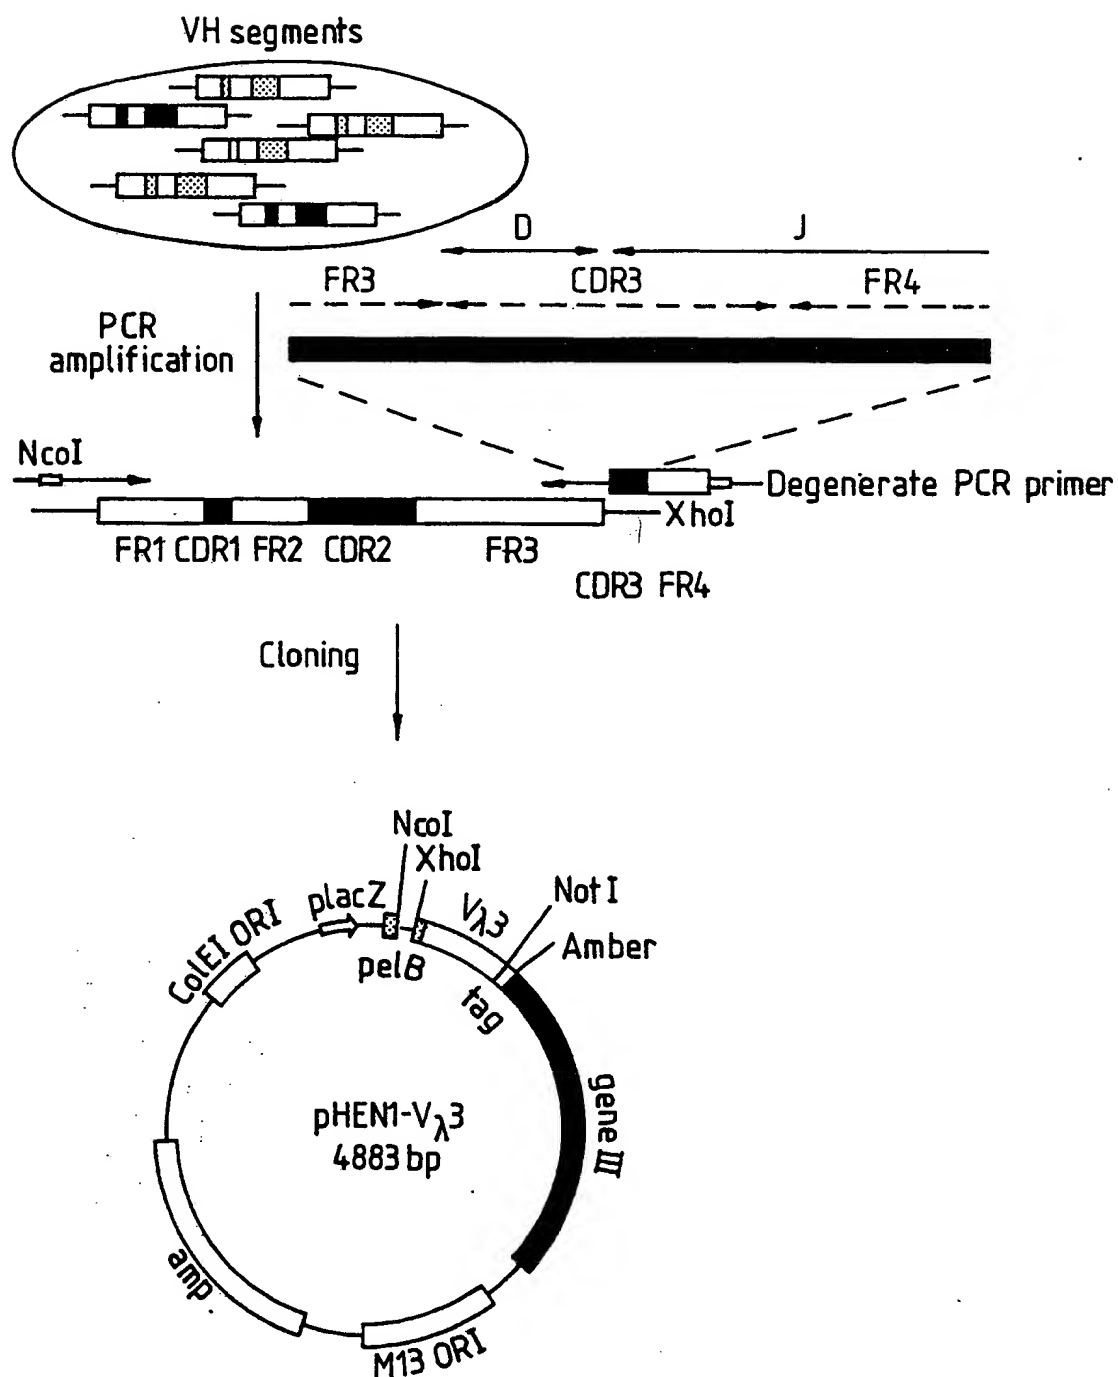 VH segments
D
J
FR3
CDR3
FR4
PCR
amplification
NcoI
Degenerate PCR primer
XhoI
FR1 CDR1 FR2 CDR2 FR3
CDR3 FR4
Cloning
NcoI
XhoI
placZ
Vλ3
Not I
Amber
ColEI ORI
pelB
tag
gene III
pHEN1-Vλ3
4883 bp
amp
M13 ORI